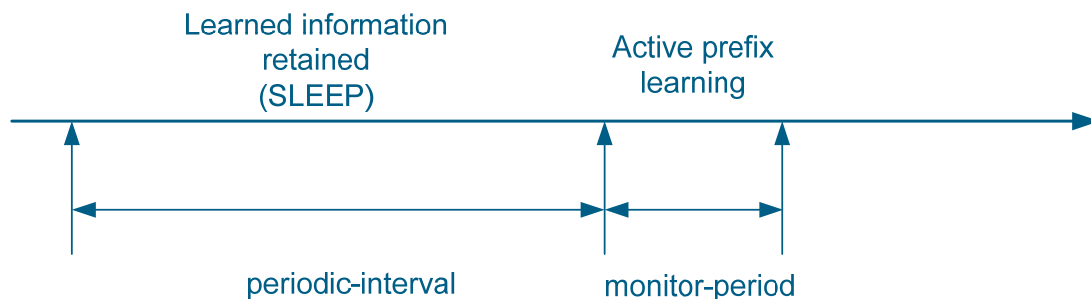 Learned information
retained
(SLEEP)
Active prefix
learning
periodic-interval
monitor-period